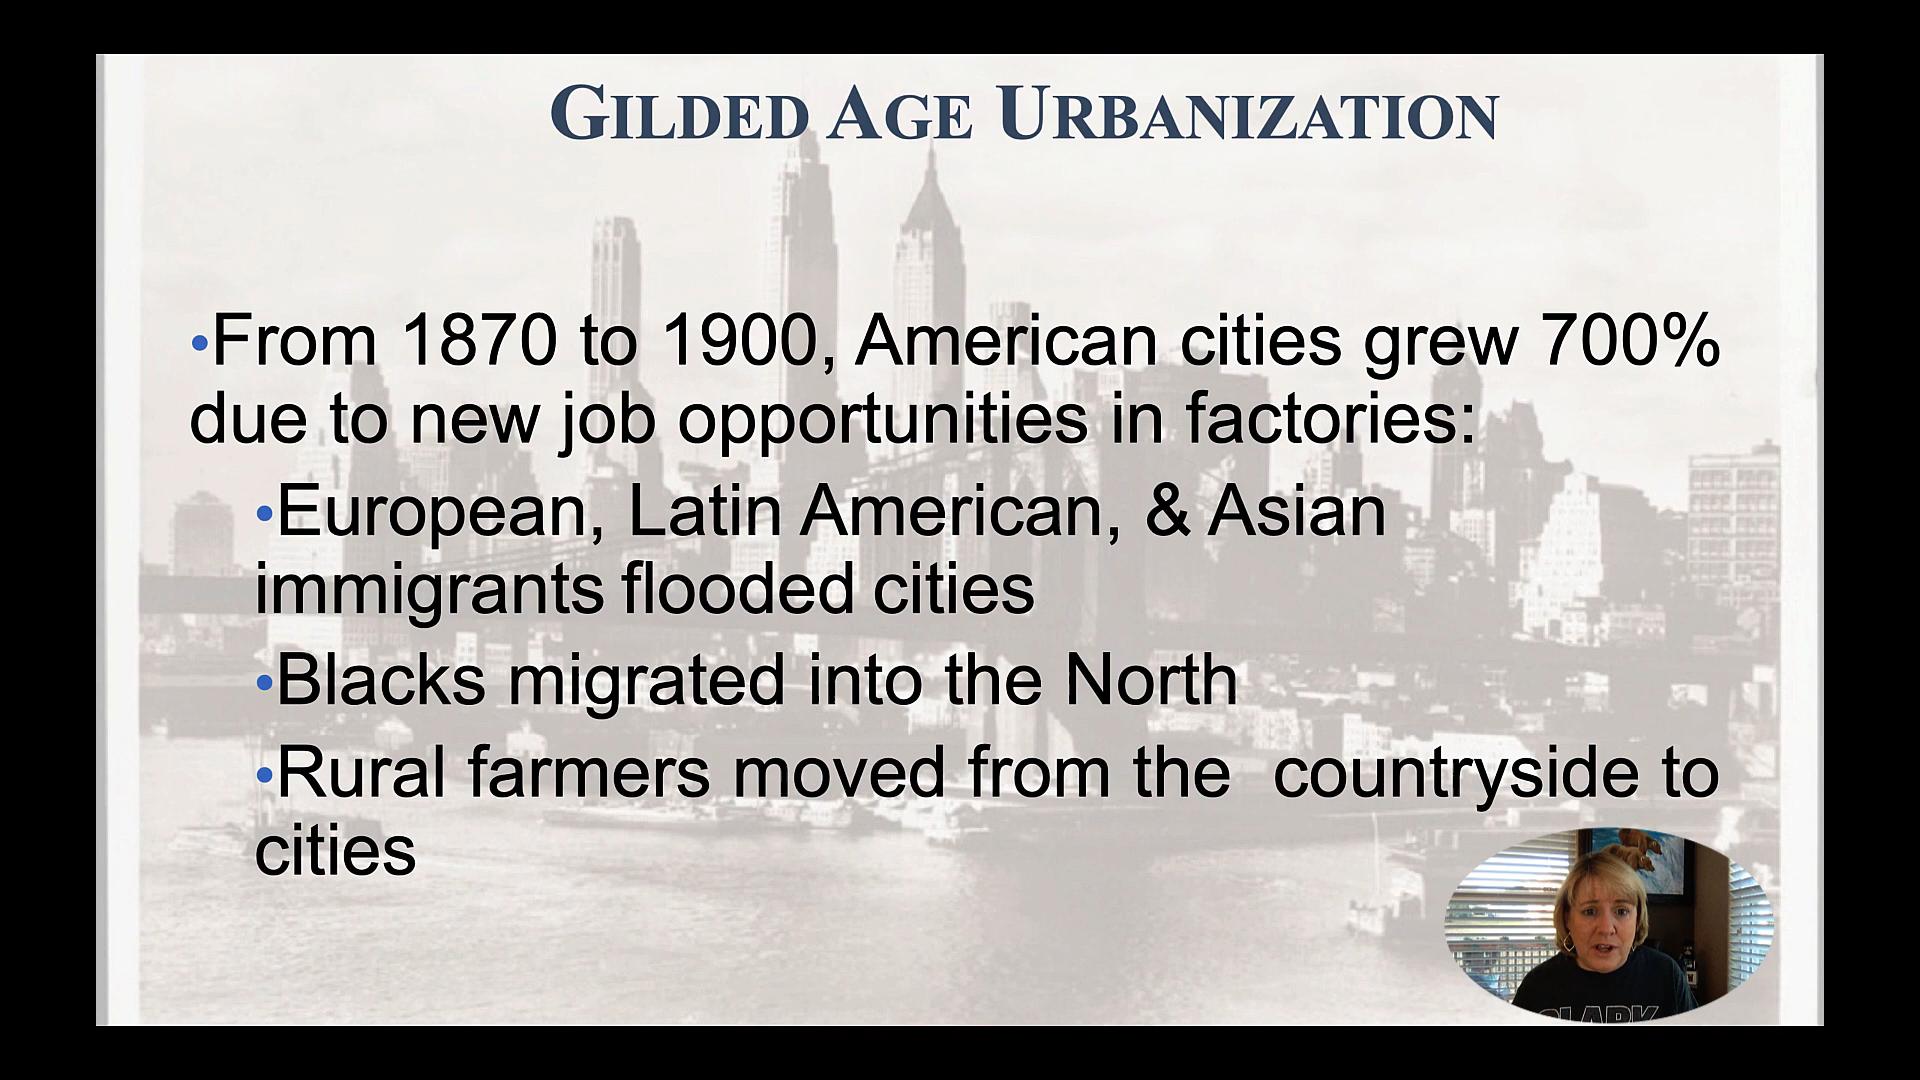 GILDED AGE URBANIZATION
•From 1870 to 1900, American cities grew 700%
due to new job opportunities in factories:
•European, Latin American, & Asian
immigrants flooded cities
•Blacks migrated into the North
•Rural farmers moved from the  countryside to
cities
CLARK